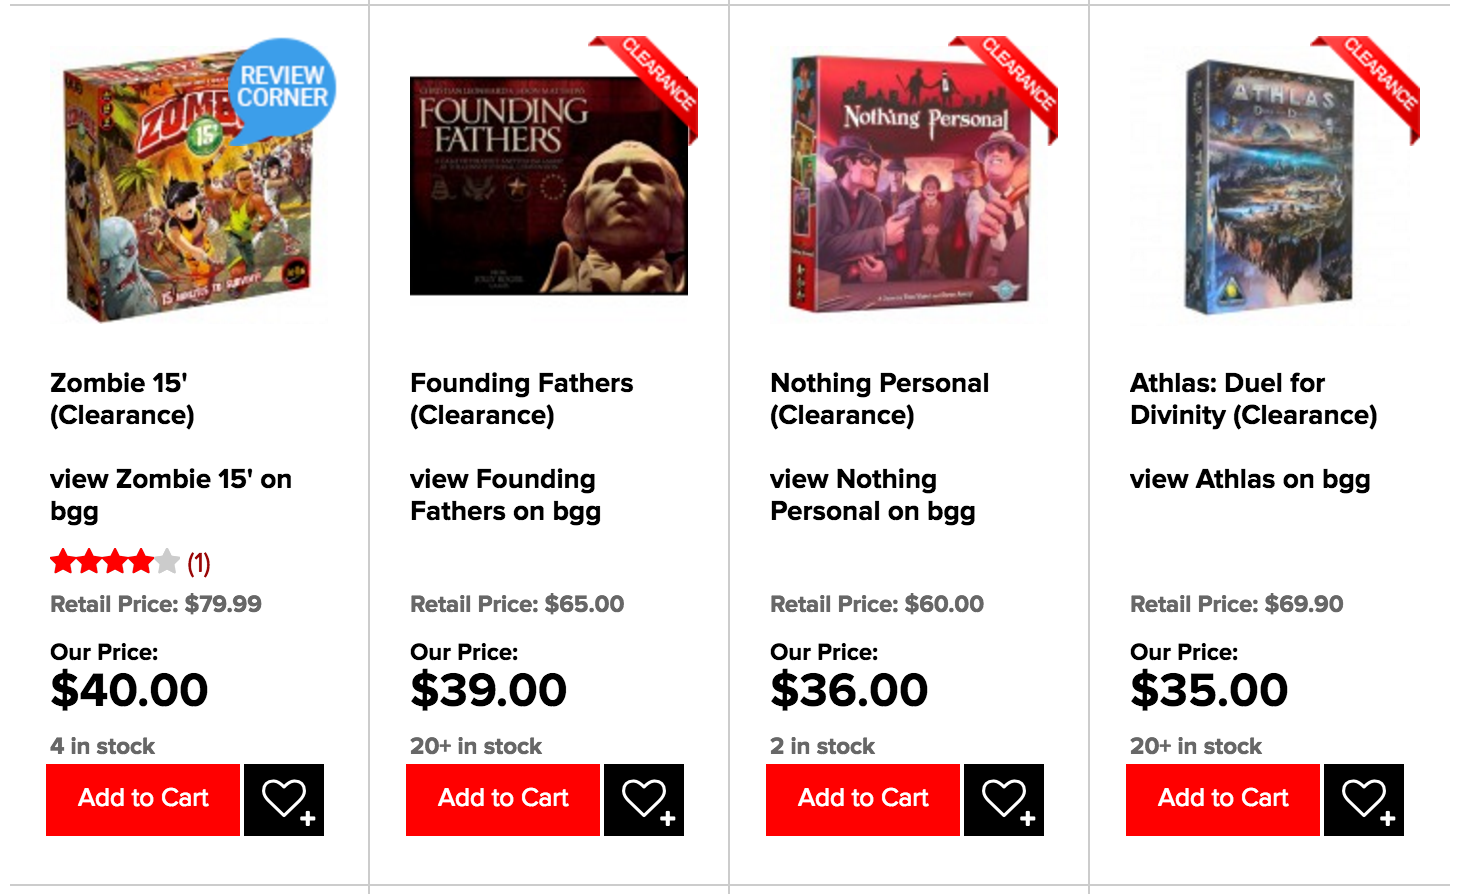 REVIEW
CORNER
ZOMB
15'
15 MINUTES TO SURVIVE!
Zombie 15'
(Clearance)
view Zombie 15' on
bgg
(1)
Retail Price: $79.99
Our Price:
$40.00
4 in stock
Add to Cart
CLEARANCE
FOUNDING
FATHERS
Founding Fathers
(Clearance)
view Founding
Fathers on bgg
Retail Price: $65.00
Our Price:
$39.00
20+ in stock
Add to Cart
CLEARANCE
Nothing Personal
Nothing Personal
(Clearance)
view Nothing
Personal on bgg
Retail Price: $60.00
Our Price:
$36.00
2 in stock
Add to Cart
CLEARANCE
ATHLAS
Athlas: Duel for
Divinity (Clearance)
view Athlas on bgg
Retail Price: $69.90
Our Price:
$35.00
20+ in stock
Add to Cart